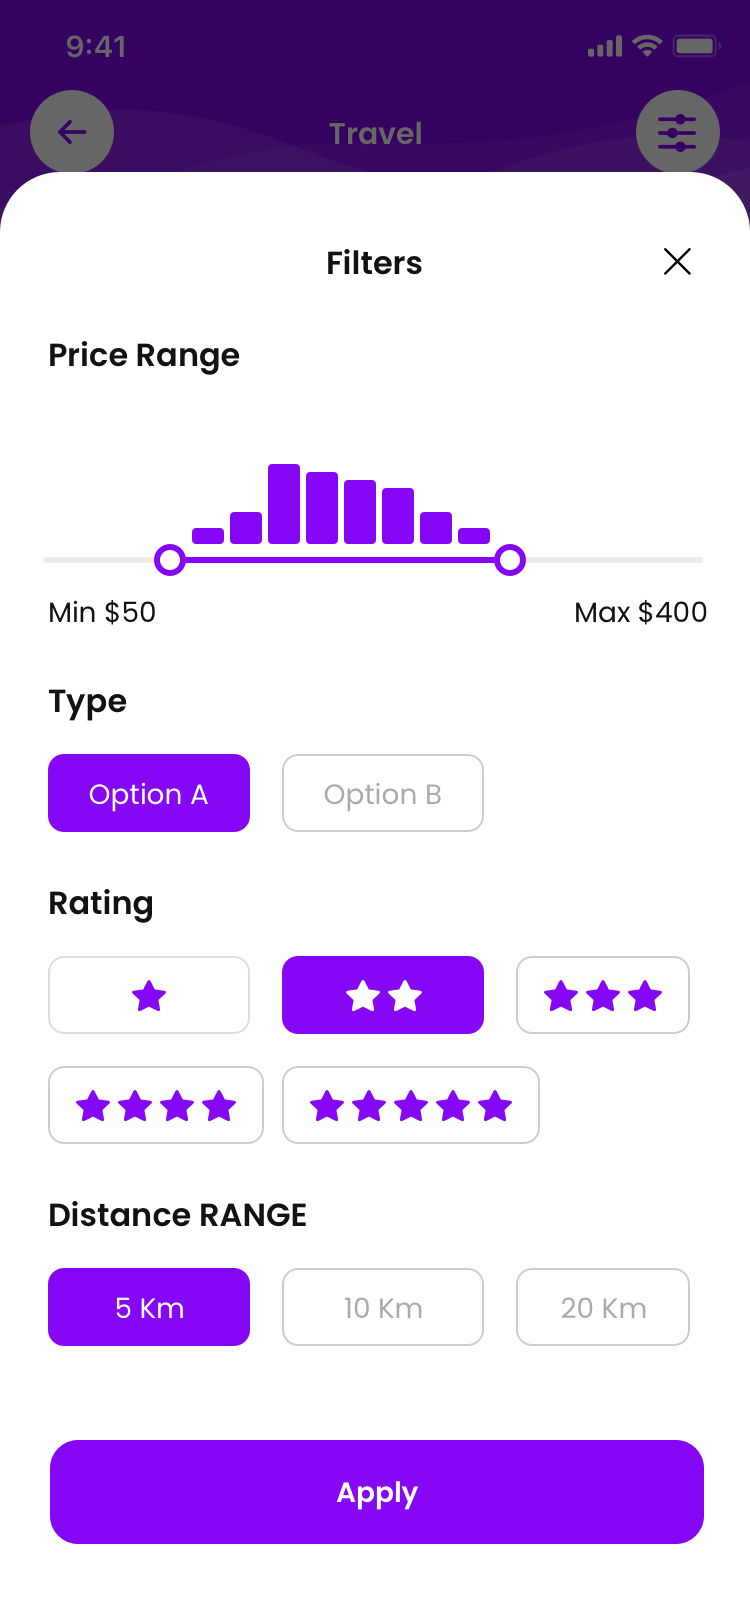 9:41
Travel
Filters
Price Range
Min $50 Max $400
Type
Option A Option B
Rating
Distance RANGE
5 Km 10 Km 20 Km
Apply